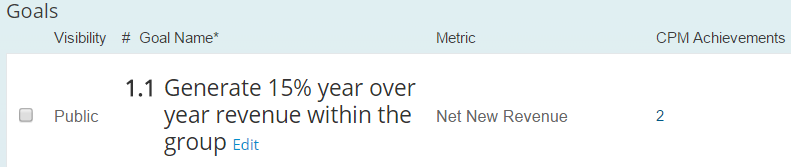 Goals
Visibility # Goal Name* Metric CPM Achievements
1.1 Generate 15% year over
Public year revenue within the Net New Revenue 2
group Edit